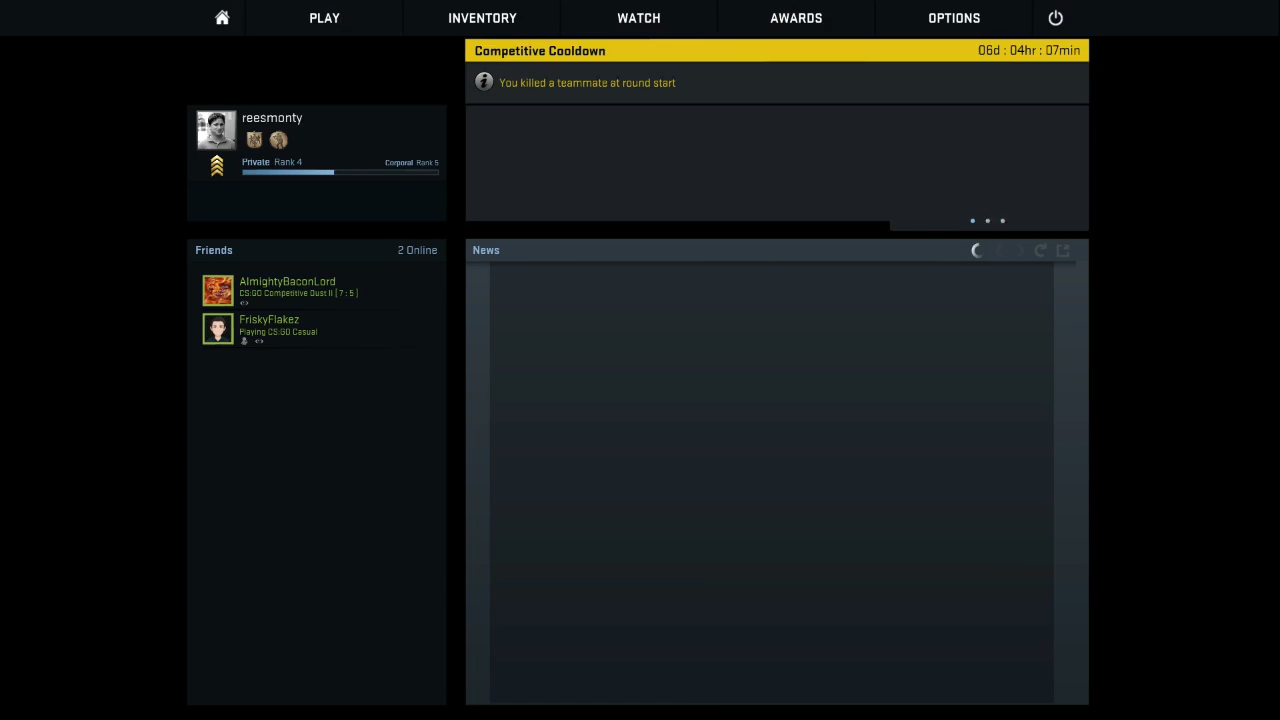 PLAY
INVENTORY
WATCH
AWARDS
OPTIONS
Competitive Cooldown
06d : 04hr : 07min
You killed a teammate at round start
reesmonty
Private Rank 4
Corporal Rank 5
Friends
2 Online
AlmightyBaconLord
CS:GO Competitive Dust II [ 7 : 5 ]
FriskyFlakez
Playing CS:GO Casual
News